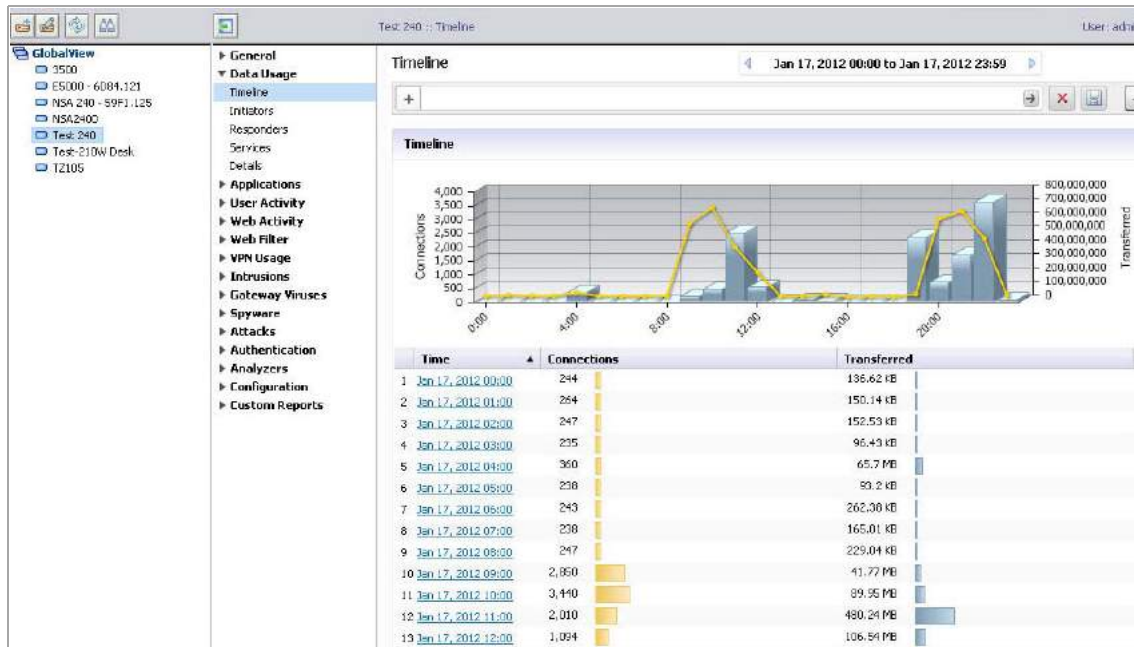 Test 240 :: Timeline
User: adm
GlobalView
3500
E5000 - 6D84.121
NSA 240 - 59F1.125
NSA2400
Test 240
Test-210W Desk
TZ105
General
Data Usage
Timeline
Initiators
Responders
Services
Details
Applications
User Activity
Web Activity
Web Filter
VPN Usage
Intrusions
Gateway Viruses
Spyware
Attacks
Authentication
Analyzers
Configuration
Custom Reports
Timeline
Jan 17, 2012 00:00 to Jan 17, 2012 23:59
+
Timeline
Connections
4,000
3,500
3,000
2,500
2,000
1,500
1,000
500
0
800,000,000
700,000,000
600,000,000
500,000,000
400,000,000
300,000,000
200,000,000
100,000,000
0
Transferred
0:00 4:00 8:00 12:00 16:00 20:00
Time Connections Transferred
1 Jan 17, 2012 00:00 244 136.62 KB
2 Jan 17, 2012 01:00 264 150.14 KB
3 Jan 17, 2012 02:00 247 152.53 KB
4 Jan 17, 2012 03:00 235 96.43 KB
5 Jan 17, 2012 04:00 360 65.7 MB
6 Jan 17, 2012 05:00 238 93.2 KB
7 Jan 17, 2012 06:00 243 262.38 KB
8 Jan 17, 2012 07:00 238 165.01 KB
9 Jan 17, 2012 08:00 247 229.04 KB
10 Jan 17, 2012 09:00 2,850 41.77 MB
11 Jan 17, 2012 10:00 3,440 89.95 MB
12 Jan 17, 2012 11:00 2,010 480.24 MB
13 Jan 17, 2012 12:00 1,094 106.54 MB